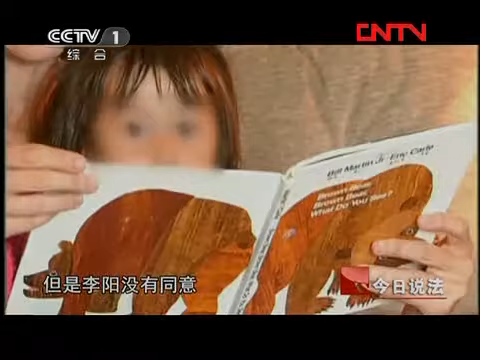 CCTV 1
综合
CNTV
Bill Martin Jr / Eric Carle
Brown Bear,
Brown Bear,
What Do You See?
但是李阳没有同意
今日说法